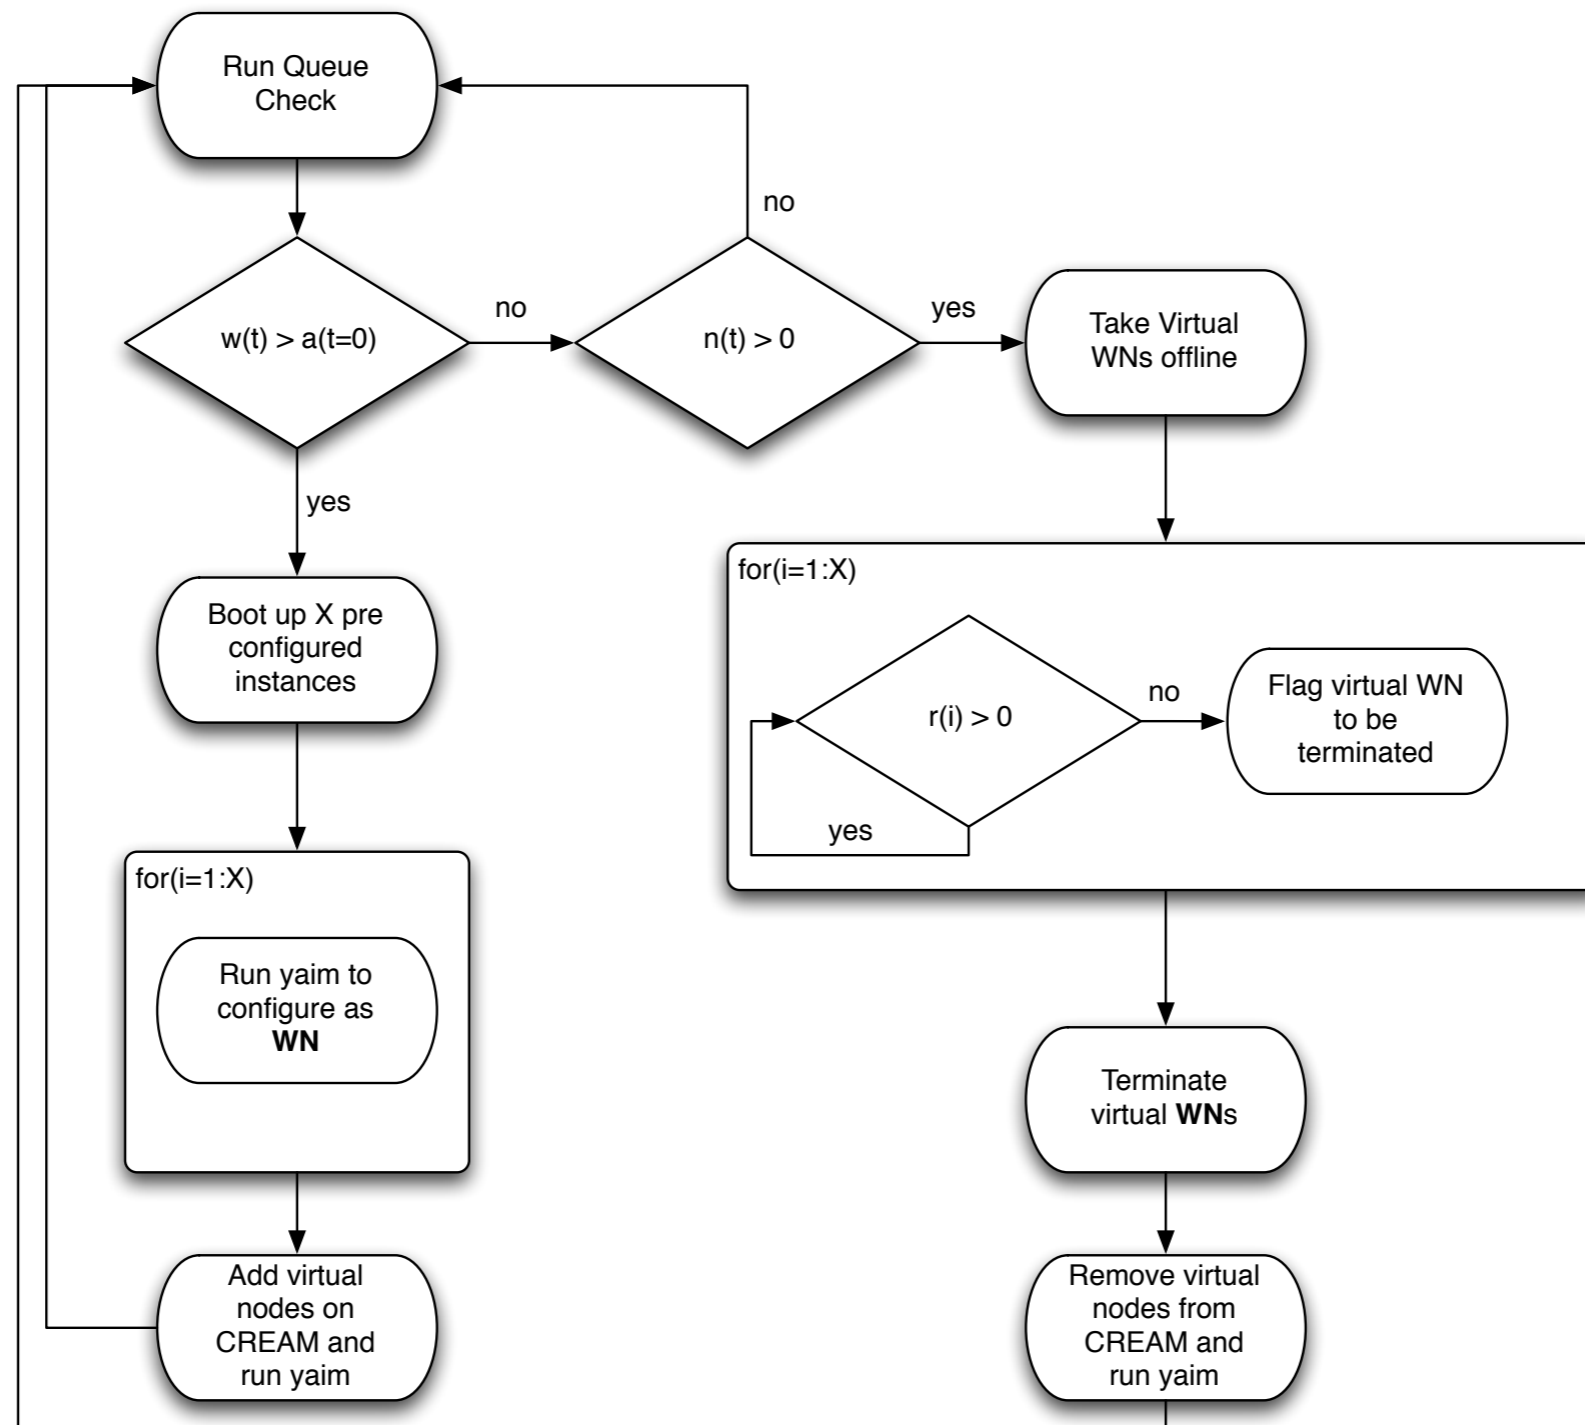 Run Queue
Check
no
w(t) > a(t=0)
no
n(t) > 0
yes
Take Virtual
WNs offline
yes
Boot up X pre
configured
instances
for(i=1:X)
r(i) > 0
no
Flag virtual WN
to be
terminated
yes
for(i=1:X)
Run yaim to
configure as
WN
Terminate
virtual WNs
Add virtual
nodes on
CREAM and
run yaim
Remove virtual
nodes from
CREAM and
run yaim